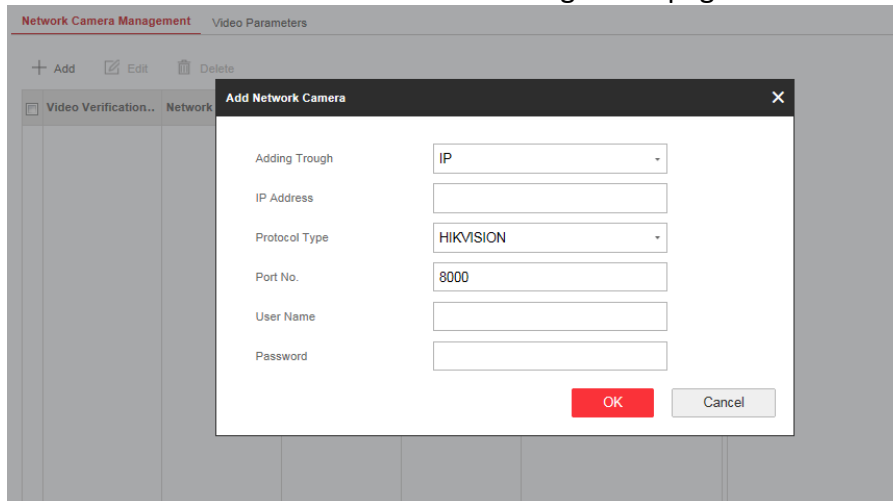 Network Camera Management Video Parameters
Add Edit Delete
Video Verification... Network
Add Network Camera
Adding Trough IP
IP Address
Protocol Type HIKVISION
Port No. 8000
User Name
Password
OK Cancel